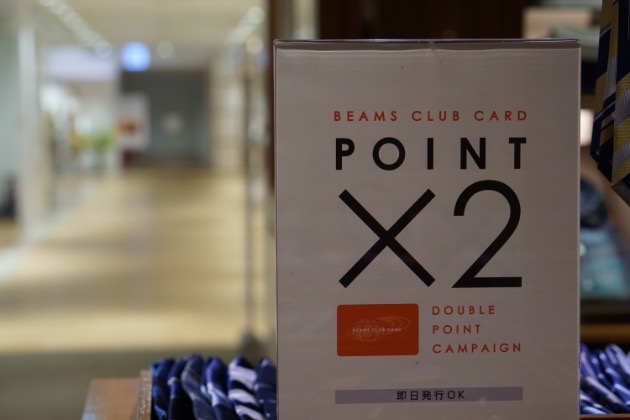 BEAMS CLUB CARD
POINT
×2
BEAMS CLUB CARD
DOUBLE
POINT
CAMPAIGN
即日発行OK